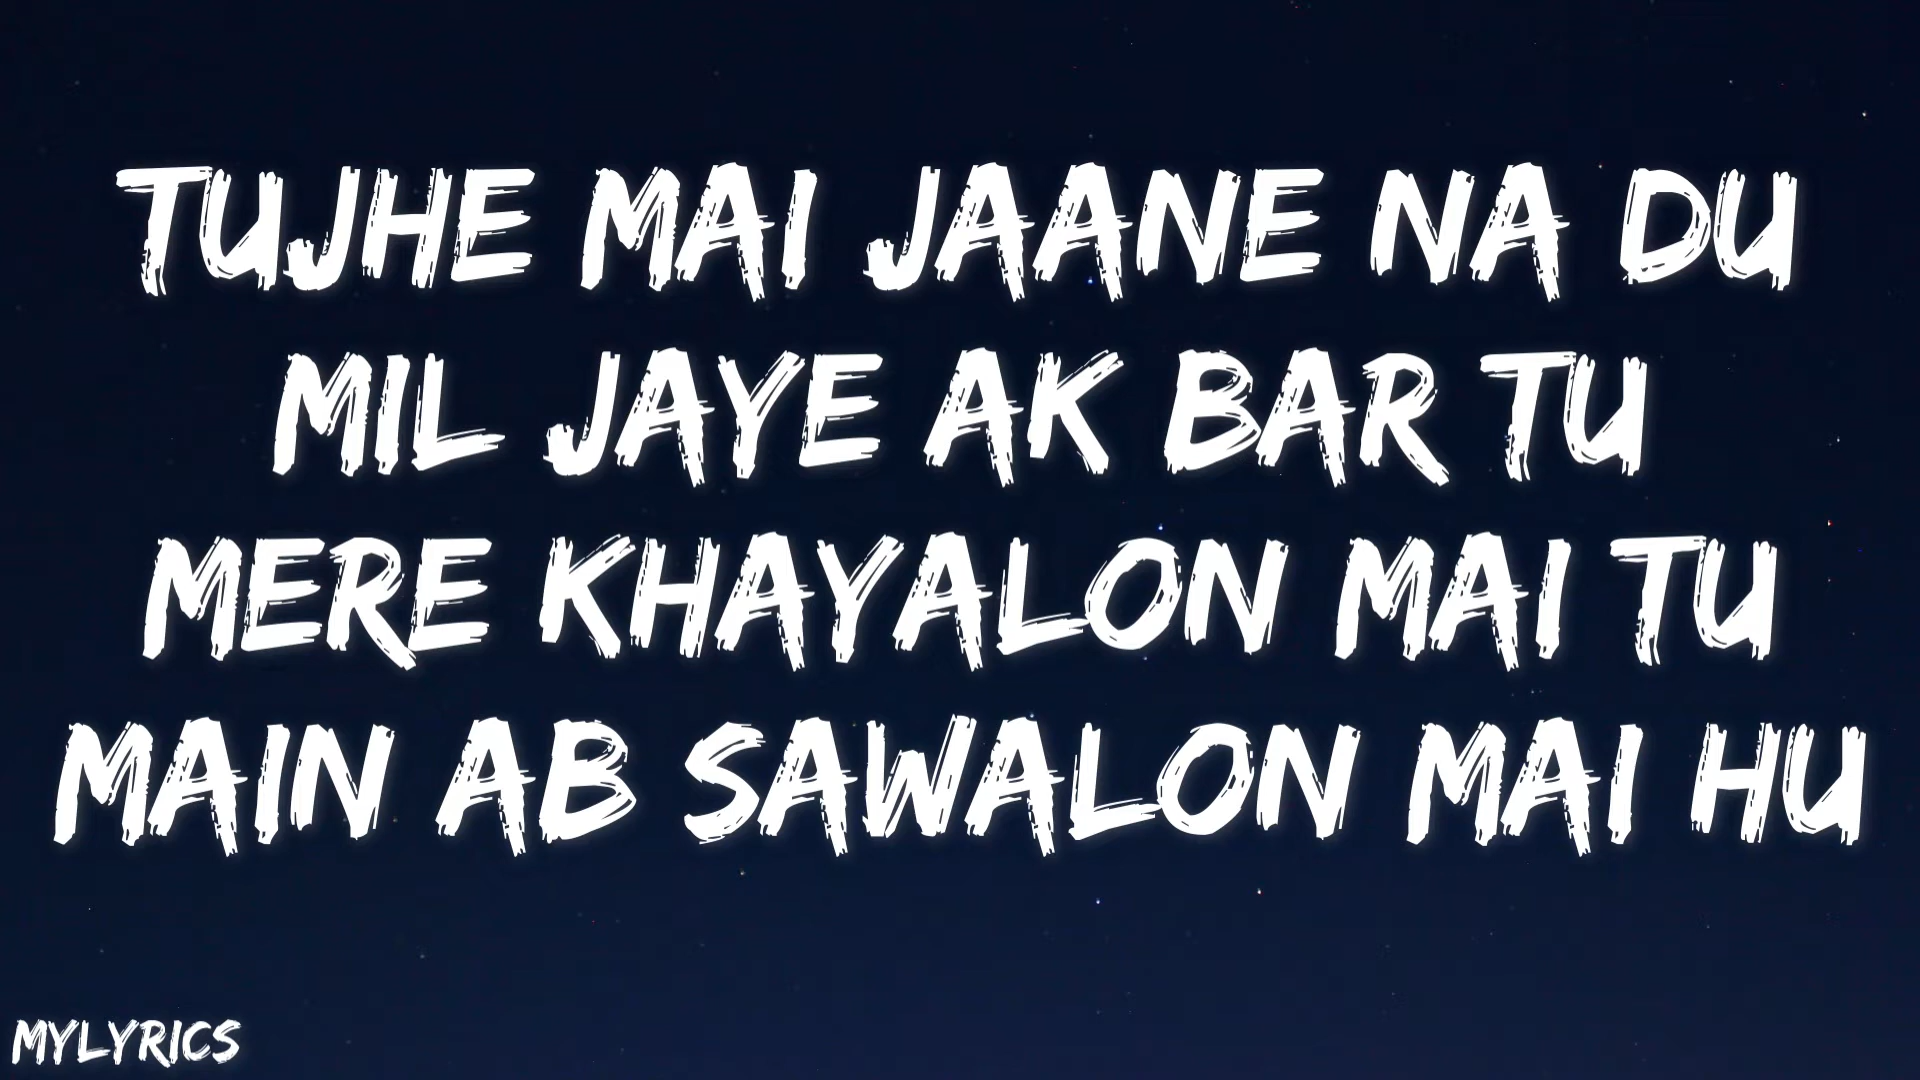 TUJHE MAI JAANE NA DU
MIL JAYE AK BAR TU
MERE KHAYALON MAI TU
MAIN AB SAWALON MAI HU
MYLYRICS